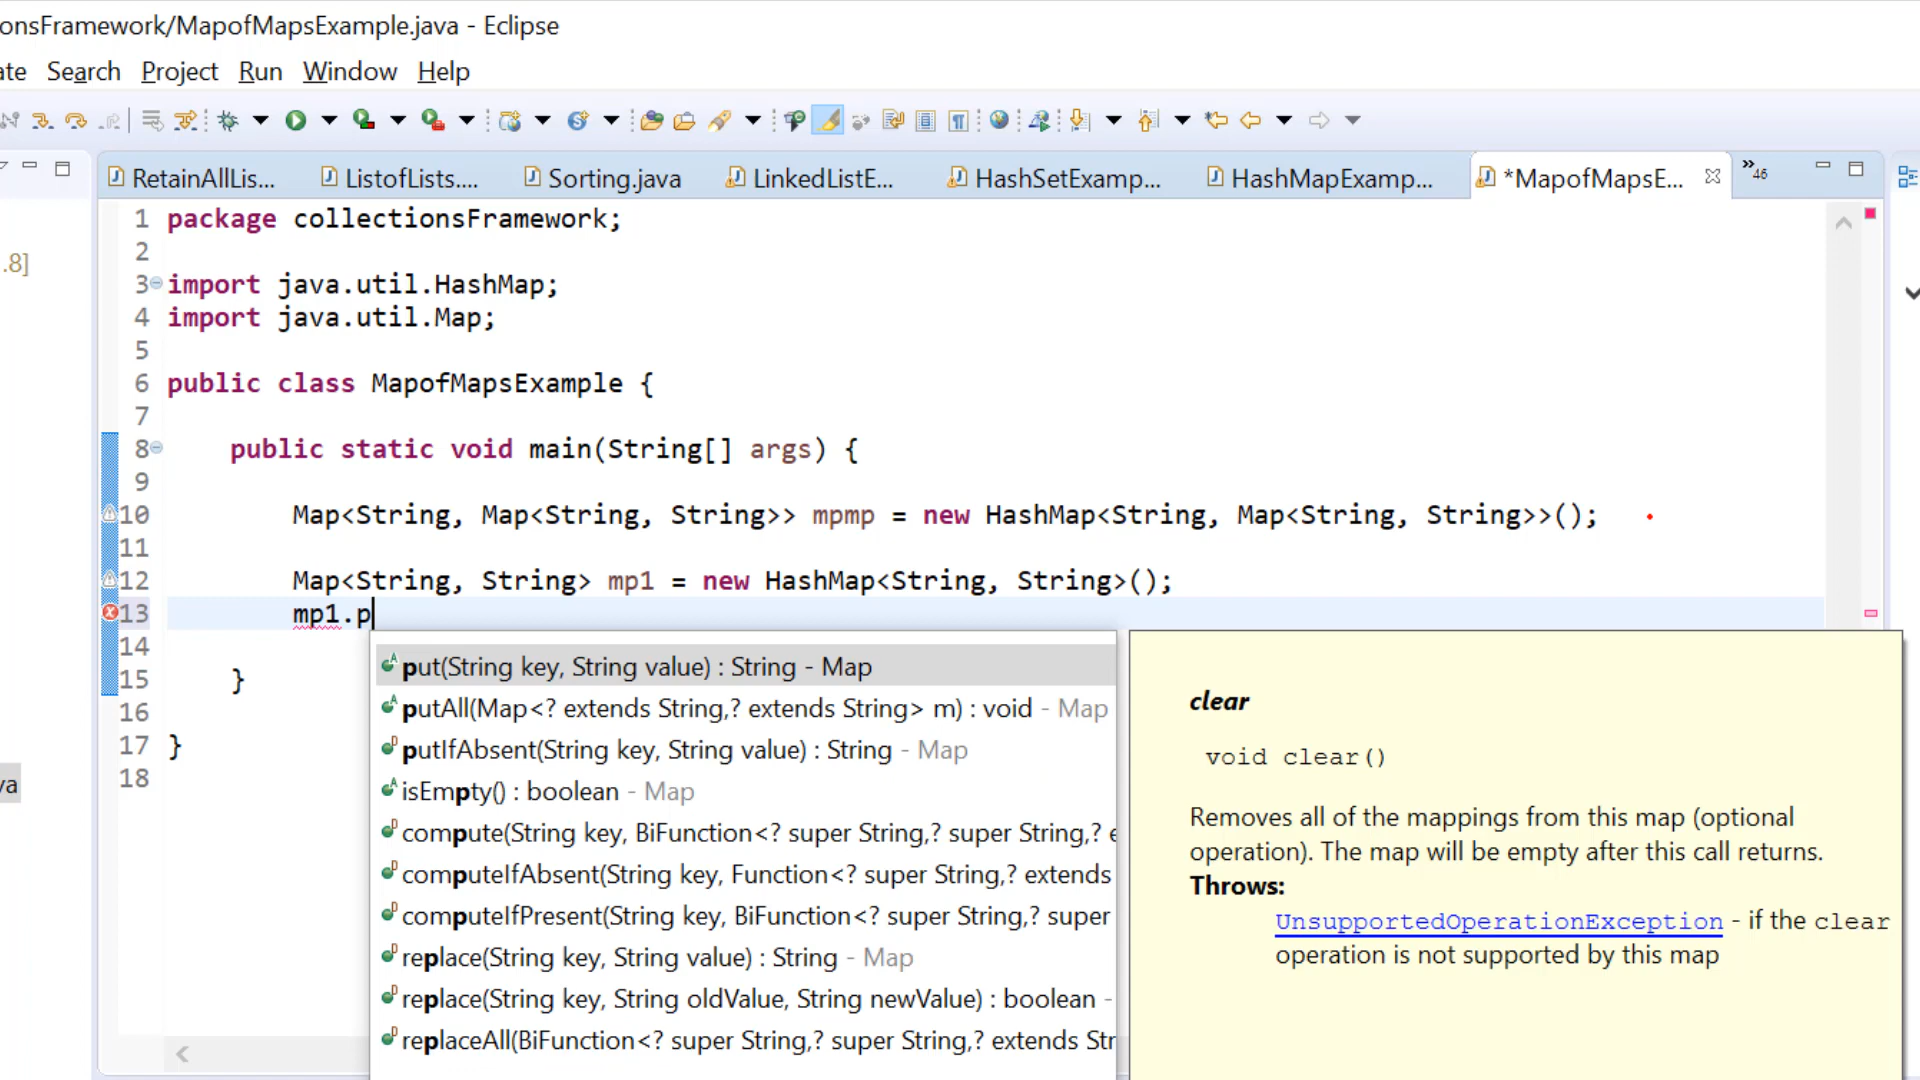 onsFramework/MapofMapsExample.java - Eclipse
ate Search Project Run Window Help
RetainAllLis... ListofLists.... Sorting.java LinkedListE... HashSetExamp... HashMapExamp... *MapofMapsE... »46
.8]
va
1 package collectionsFramework;
2
3 import java.util.HashMap;
4 import java.util.Map;
5
6 public class MapofMapsExample {
7
8 public static void main(String[] args) {
9
10 Map<String, Map<String, String>> mpmp = new HashMap<String, Map<String, String>>();
11
12 Map<String, String> mp1 = new HashMap<String, String>();
13 mp1.p
14
15 }
16
17 }
18
put(String key, String value) : String - Map
putAll(Map<? extends String,? extends String> m) : void - Map
putIfAbsent(String key, String value) : String - Map
isEmpty() : boolean - Map
compute(String key, BiFunction<? super String,? super String,? e
computeIfAbsent(String key, Function<? super String,? extends
computeIfPresent(String key, BiFunction<? super String,? super
replace(String key, String value) : String - Map
replace(String key, String oldValue, String newValue) : boolean -
replaceAll(BiFunction<? super String,? super String,? extends Str
clear
void clear()
Removes all of the mappings from this map (optional
operation). The map will be empty after this call returns.
Throws:
UnsupportedOperationException - if the clear
operation is not supported by this map